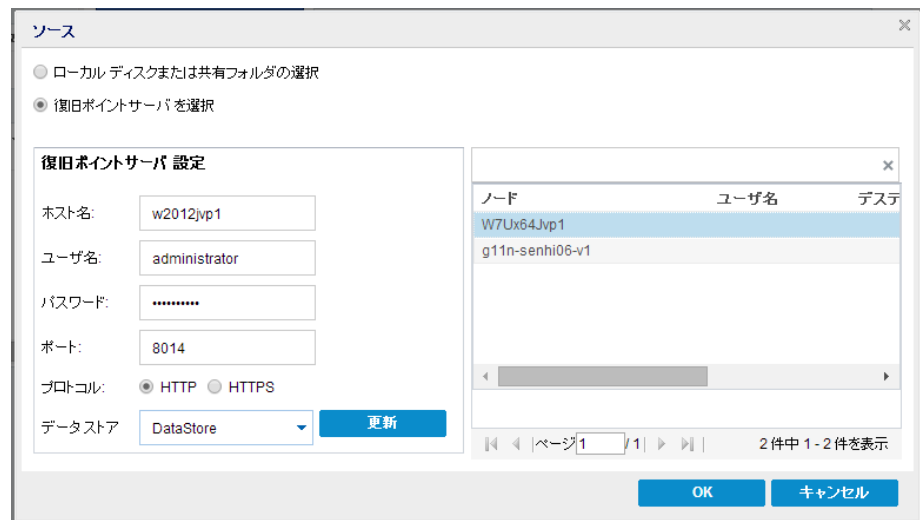 ソース
ローカル ディスクまたは共有フォルダの選択
復旧ポイントサーバ を選択
復旧ポイントサーバ 設定
ホスト名: w2012jvp1
ユーザ名: administrator
パスワード: ••••••••••
ポート: 8014
プロトコル: HTTP HTTPS
データストア DataStore 更新
ノード ユーザ名 デステ
W7Ux64Jvp1
g11n-senhi06-v1
ページ 1 / 1 2 件中 1 - 2 件を表示
OK キャンセル